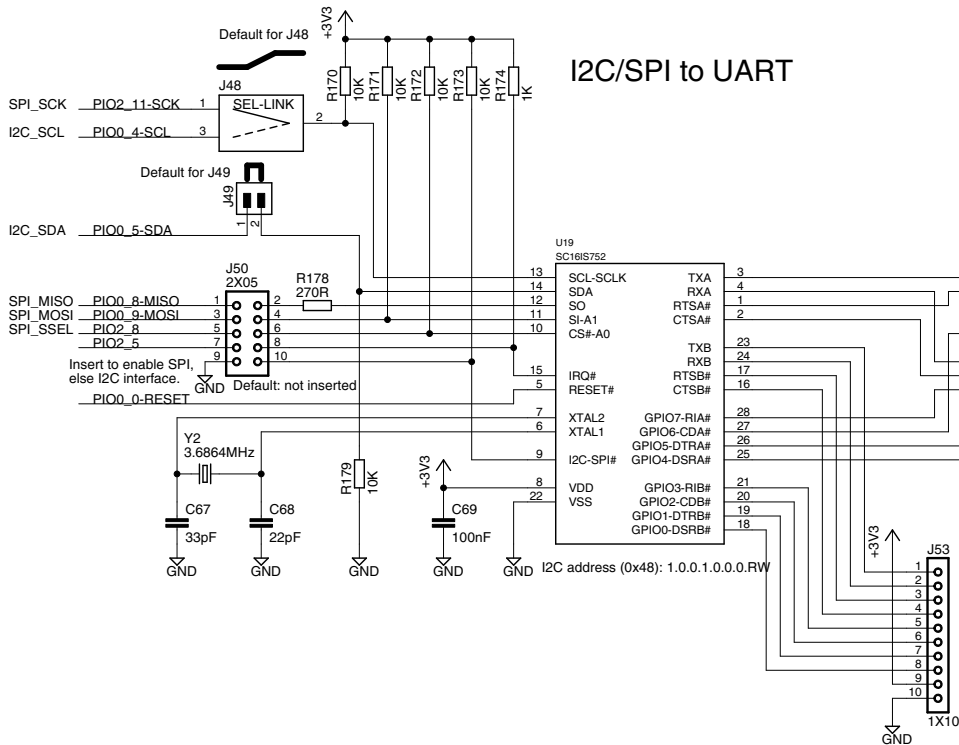 I2C/SPI to UART
Default for J48
+3V3
R170 10K
R171 10K
R172 10K
R173 10K
R174 1K
J48
SEL-LINK
SPI_SCK PIO2_11-SCK 1
2
I2C_SCL PIO0_4-SCL 3
Default for J49
J49
1 2
I2C_SDA PIO0_5-SDA
J50
2X05
R178
270R
SPI_MISO PIO0_8-MISO 1 2
SPI_MOSI PIO0_9-MOSI 3 4
SPI_SSEL PIO2_8 5 6
PIO2_5 7 8
9 10
Insert to enable SPI,
else I2C interface.
GND
Default: not inserted
PIO0_0-RESET
Y2
3.6864MHz
C67
33pF
GND
C68
22pF
GND
R179 10K
GND
+3V3
C69
100nF
GND
GND
U19
SC16IS752
13 SCL-SCLK TXA 3
14 SDA RXA 4
12 SO RTSA# 1
11 SI-A1 CTSA# 2
10 CS#-A0
TXB 23
RXB 24
15 IRQ# RTSB# 17
5 RESET# CTSB# 16
7 XTAL2 GPIO7-RIA# 28
6 XTAL1 GPIO6-CDA# 27
GPIO5-DTRA# 26
9 I2C-SPI# GPIO4-DSRA# 25
8 VDD GPIO3-RIB# 21
22 VSS GPIO2-CDB# 20
GPIO1-DTRB# 19
GPIO0-DSRB# 18
I2C address (0x48): 1.0.0.1.0.0.0.RW
+3V3
J53
1
2
3
4
5
6
7
8
9
10
1X10
GND